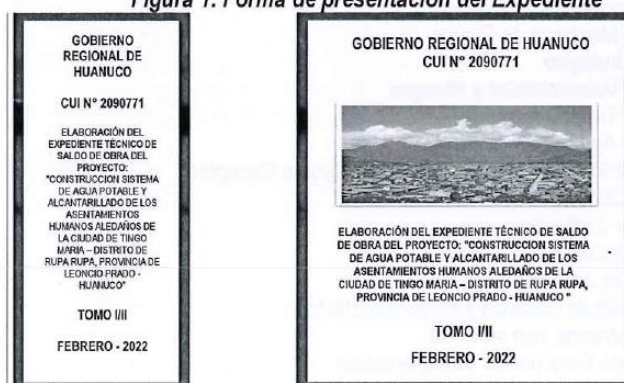 Figura 1. Forma de presentación del Expediente
GOBIERNO
REGIONAL DE
HUANUCO
CUI N° 2090771
ELABORACIÓN DEL
EXPEDIENTE TÉCNICO DE
SALDO DE OBRA DEL
PROYECTO:
"CONSTRUCCION SISTEMA
DE AGUA POTABLE Y
ALCANTARILLADO DE LOS
ASENTAMIENTOS
HUMANOS ALEDAÑOS DE
LA CIUDAD DE TINGO
MARIA – DISTRITO DE
RUPA RUPA, PROVINCIA DE
LEONCIO PRADO -
HUANUCO"
TOMO I/II
FEBRERO - 2022
GOBIERNO REGIONAL DE HUANUCO
CUI N° 2090771
ELABORACIÓN DEL EXPEDIENTE TÉCNICO DE SALDO
DE OBRA DEL PROYECTO: "CONSTRUCCION SISTEMA
DE AGUA POTABLE Y ALCANTARILLADO DE LOS
ASENTAMIENTOS HUMANOS ALEDAÑOS DE LA
CIUDAD DE TINGO MARIA – DISTRITO DE RUPA RUPA,
PROVINCIA DE LEONCIO PRADO - HUANUCO "
TOMO I/II
FEBRERO - 2022